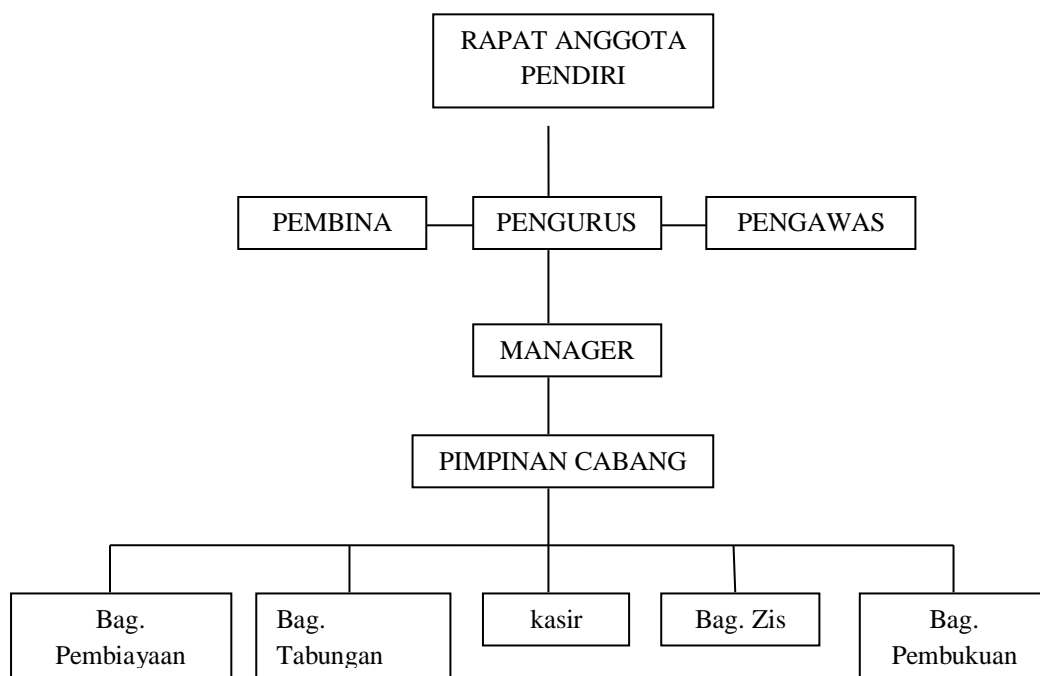 RAPAT ANGGOTA
PENDIRI
PEMBINA
PENGURUS
PENGAWAS
MANAGER
PIMPINAN CABANG
Bag.
Pembiayaan
Bag.
Tabungan
kasir
Bag. Zis
Bag.
Pembukuan